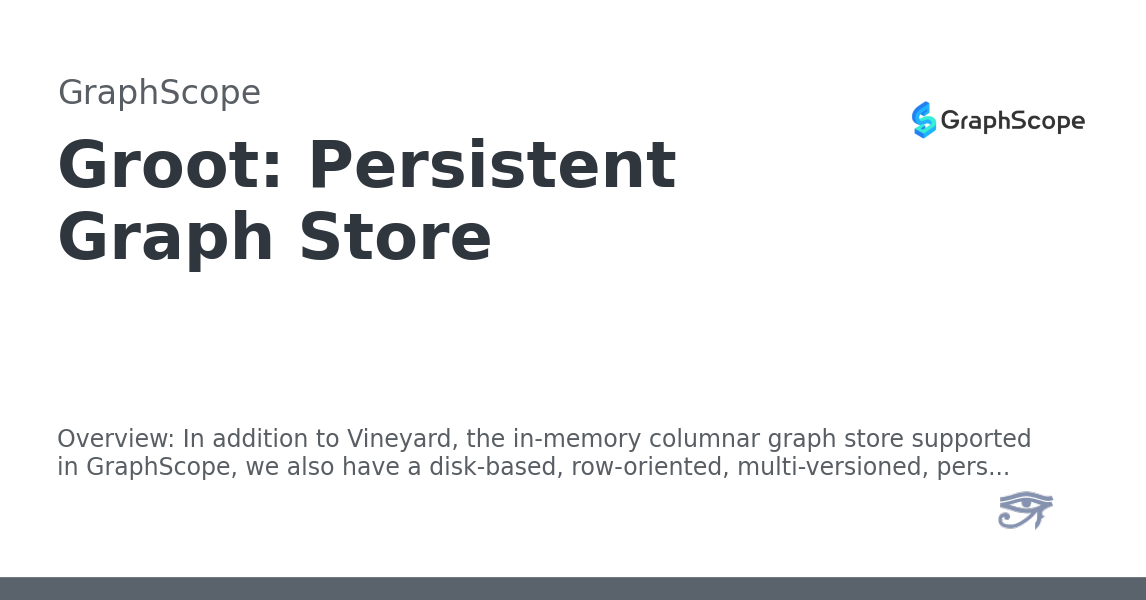 GraphScope
GraphScope
Groot: Persistent
Graph Store
Overview: In addition to Vineyard, the in-memory columnar graph store supported
in GraphScope, we also have a disk-based, row-oriented, multi-versioned, pers...